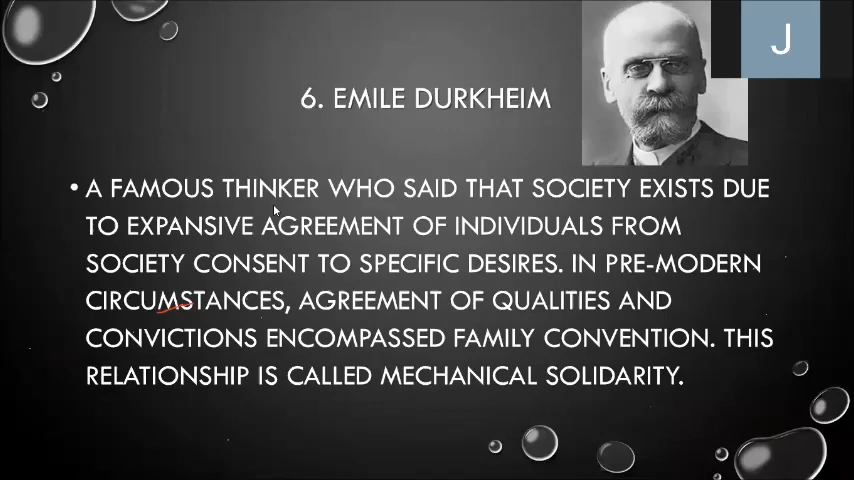 J
6. EMILE DURKHEIM
• A FAMOUS THINKER WHO SAID THAT SOCIETY EXISTS DUE
TO EXPANSIVE AGREEMENT OF INDIVIDUALS FROM
SOCIETY CONSENT TO SPECIFIC DESIRES. IN PRE-MODERN
CIRCUMSTANCES, AGREEMENT OF QUALITIES AND
CONVICTIONS ENCOMPASSED FAMILY CONVENTION. THIS
RELATIONSHIP IS CALLED MECHANICAL SOLIDARITY.